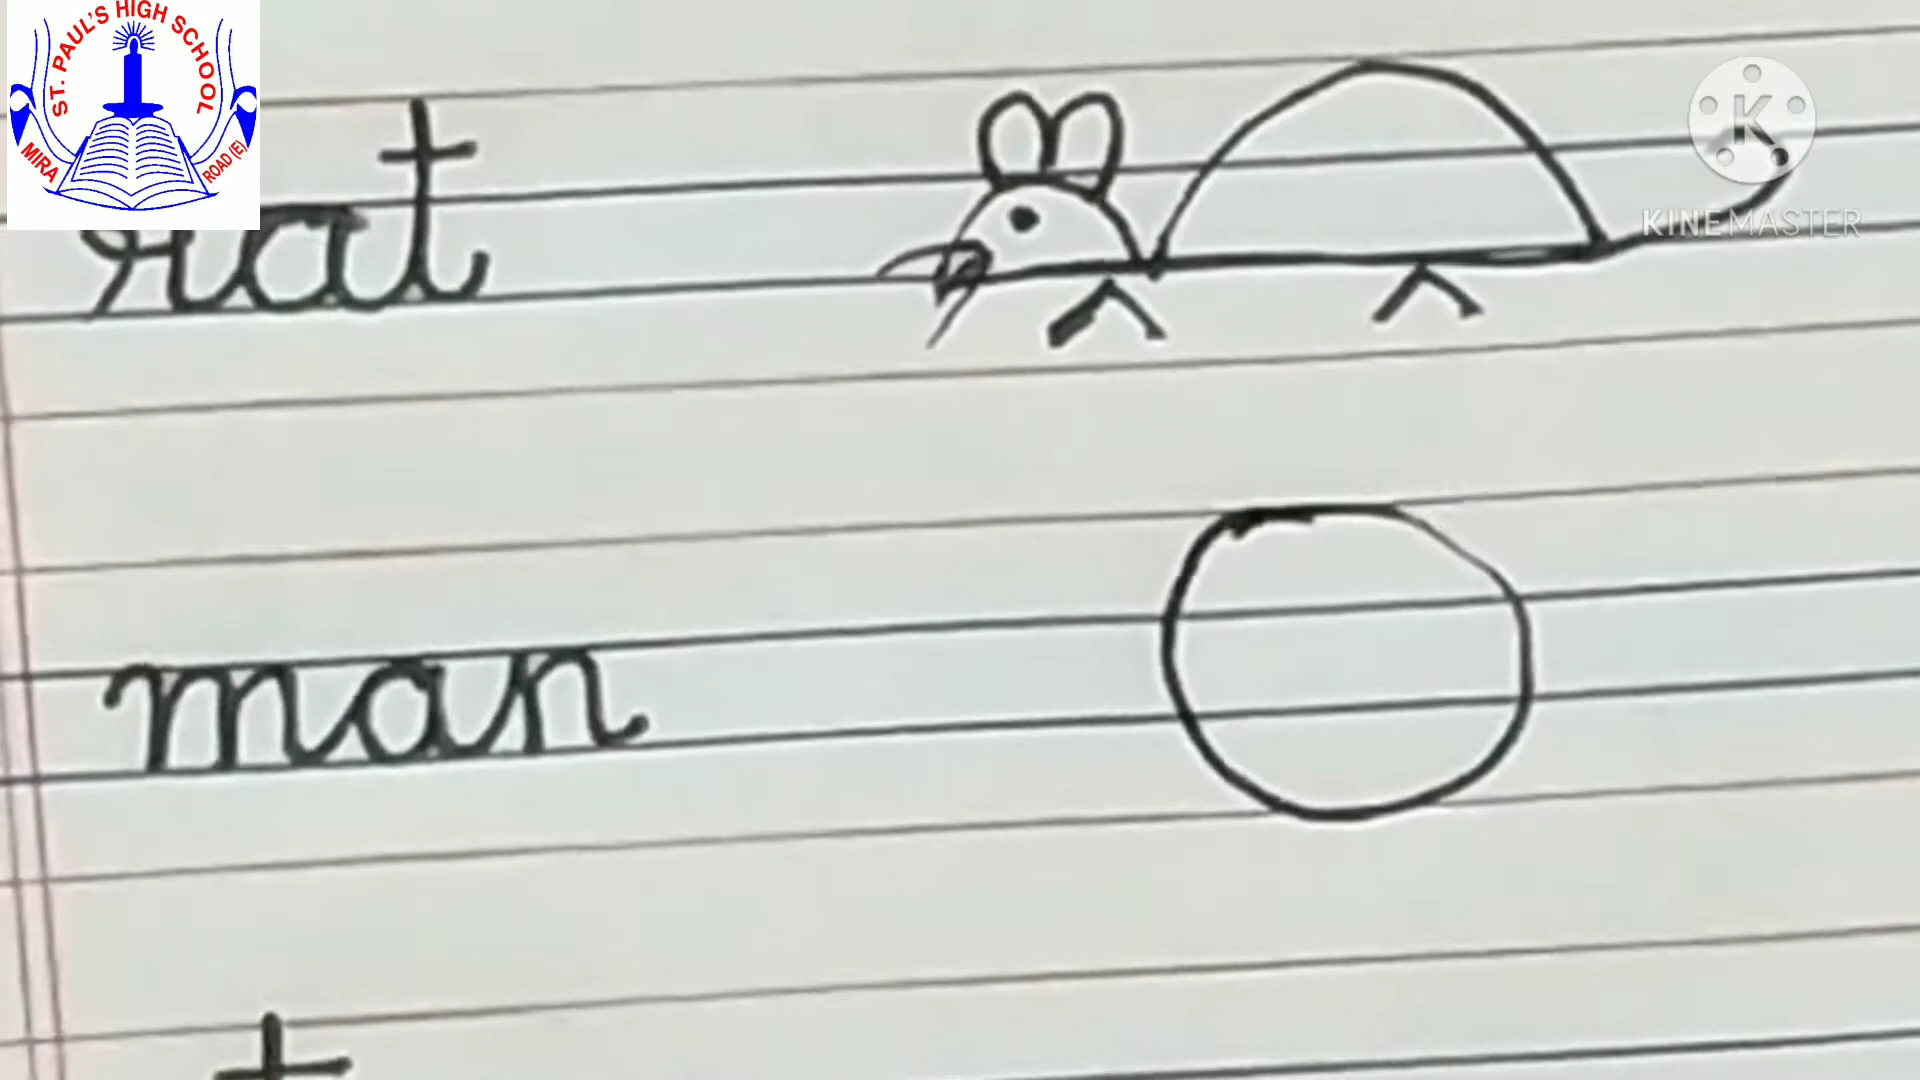 ST. PAUL'S HIGH SCHOOL
MIRA ROAD (E)
K
KINEMASTER
rat
man
t